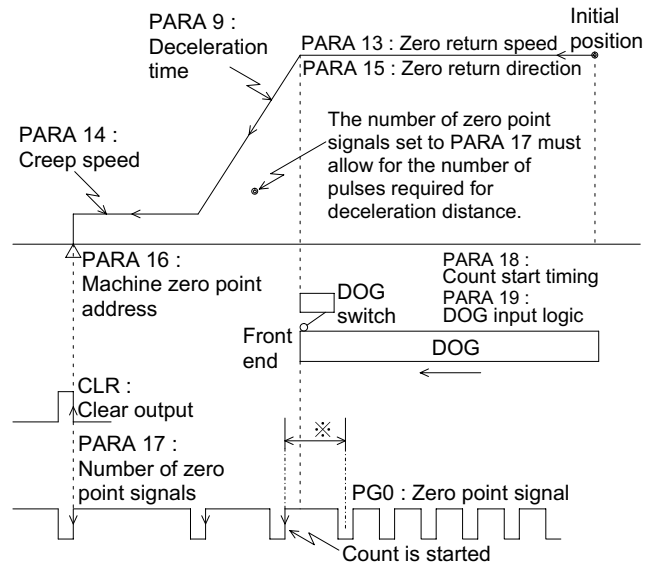 PARA 9 :
Deceleration
time
Initial
position
PARA 13 : Zero return speed
PARA 15 : Zero return direction
PARA 14 :
Creep speed
The number of zero point
signals set to PARA 17 must
allow for the number of
pulses required for
deceleration distance.
PARA 16 :
Machine zero point
address
PARA 18 :
Count start timing
PARA 19 :
DOG input logic
DOG
switch
Front
end
DOG
CLR :
Clear output
PARA 17 :
Number of zero
point signals
※
PG0 : Zero point signal
Count is started